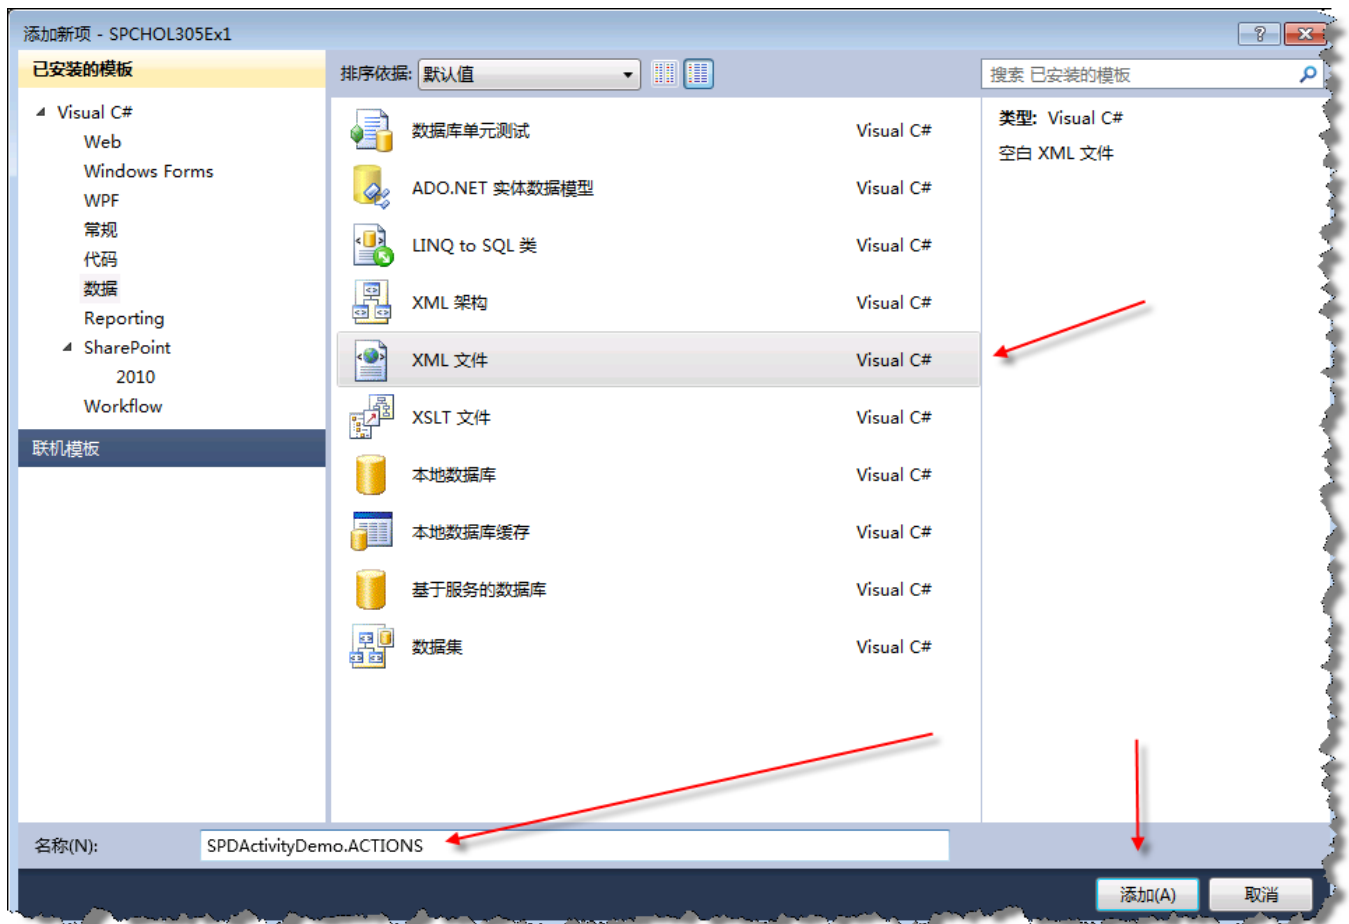 添加新项 - SPCHOL305Ex1
已安装的模板
排序依据: 默认值
搜索 已安装的模板
Visual C#
Web
Windows Forms
WPF
常规
代码
数据
Reporting
SharePoint
2010
Workflow
联机模板
数据库单元测试 Visual C#
ADO.NET 实体数据模型 Visual C#
LINQ to SQL 类 Visual C#
XML 架构 Visual C#
XML 文件 Visual C#
XSLT 文件 Visual C#
本地数据库 Visual C#
本地数据库缓存 Visual C#
基于服务的数据库 Visual C#
数据集 Visual C#
类型: Visual C#
空白 XML 文件
名称(N): SPDActivityDemo.ACTIONS
添加(A) 取消